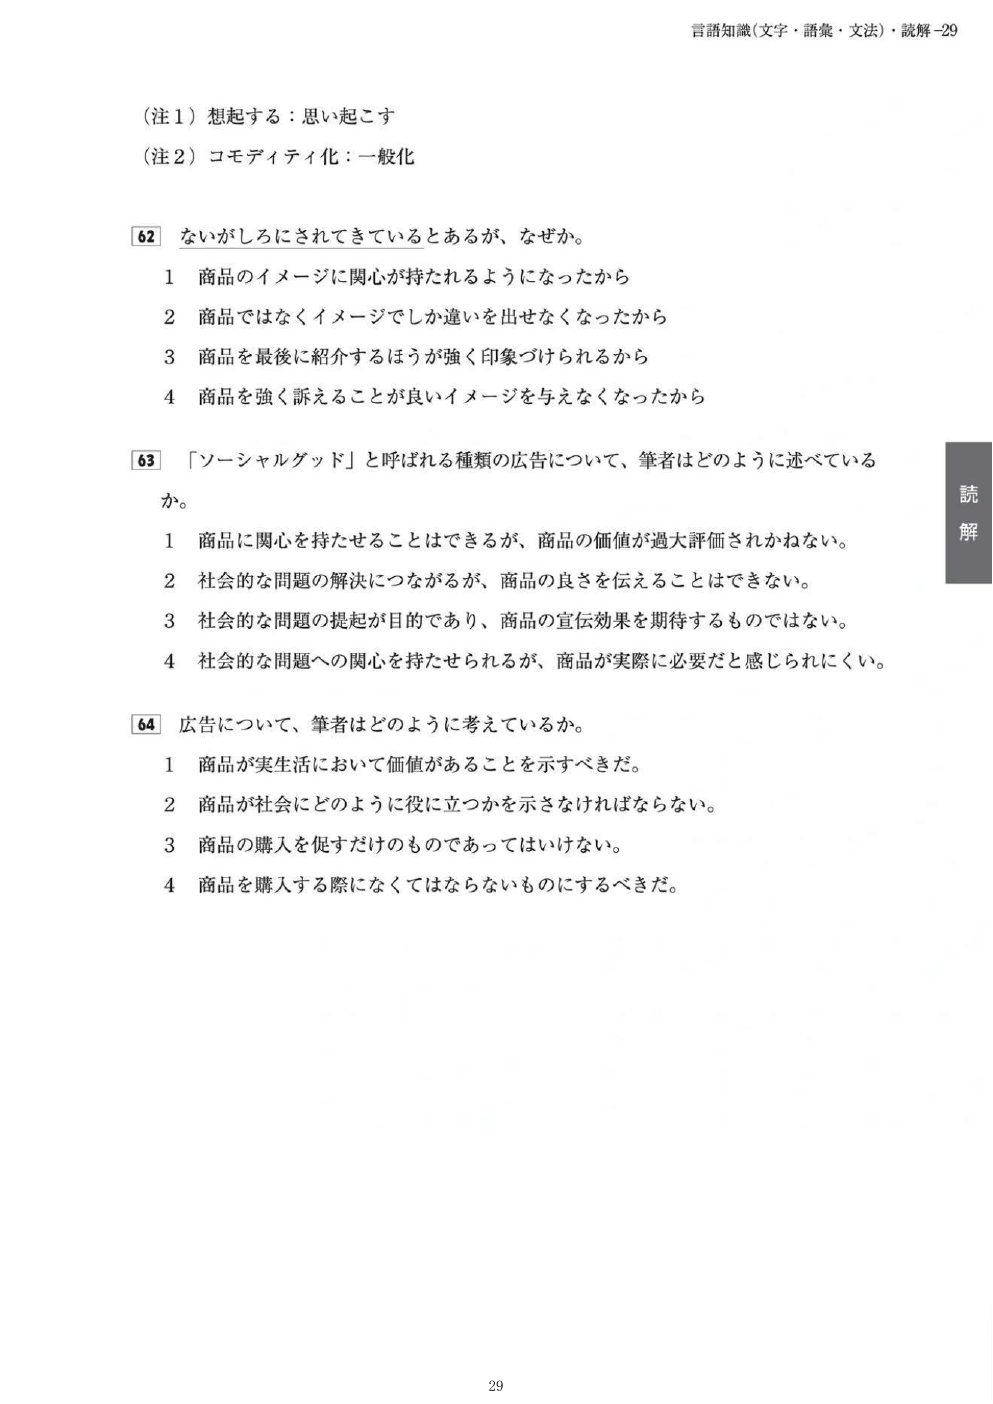 言語知識(文字・語彙・文法)・読解−29
（注１）想起する：思い起こす
（注２）コモディティ化：一般化
62　ないがしろにされてきているとあるが、なぜか。
1　商品のイメージに関心が持たれるようになったから
2　商品ではなくイメージでしか違いを出せなくなったから
3　商品を最後に紹介するほうが強く印象づけられるから
4　商品を強く訴えることが良いイメージを与えなくなったから
63　「ソーシャルグッド」と呼ばれる種類の広告について、筆者はどのように述べている
か。
1　商品に関心を持たせることはできるが、商品の価値が過大評価されかねない。
2　社会的な問題の解決につながるが、商品の良さを伝えることはできない。
3　社会的な問題の提起が目的であり、商品の宣伝効果を期待するものではない。
4　社会的な問題への関心を持たせられるが、商品が実際に必要だと感じられにくい。
読解
64　広告について、筆者はどのように考えているか。
1　商品が実生活において価値があることを示すべきだ。
2　商品が社会にどのように役に立つかを示さなければならない。
3　商品の購入を促すだけのものであってはいけない。
4　商品を購入する際になくてはならないものにするべきだ。
29